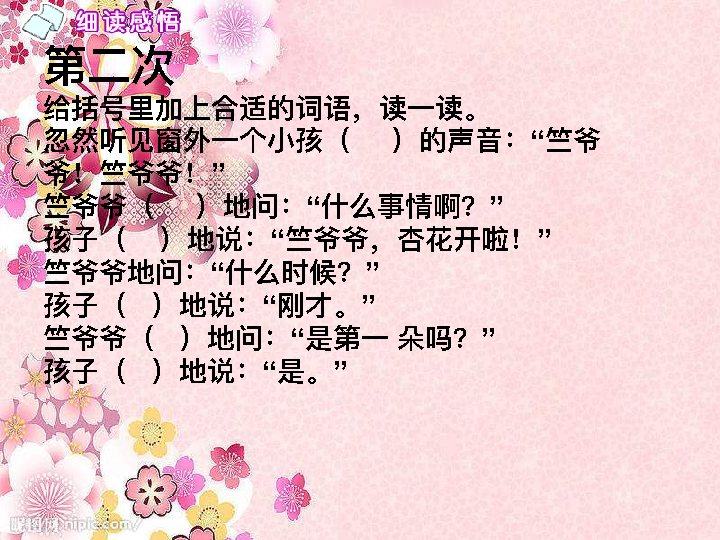 细读感悟
第二次
给括号里加上合适的词语，读一读。
忽然听见窗外一个小孩（　）的声音：“竺爷
爷！竺爷爷！”
竺爷爷（　）地问：“什么事情啊？”
孩子（　）地说：“竺爷爷，杏花开啦！”
竺爷爷地问：“什么时候？”
孩子（　）地说：“刚才。”
竺爷爷（　）地问：“是第一 朵吗？”
孩子（　）地说：“是。”
昵图网 nipic.com/